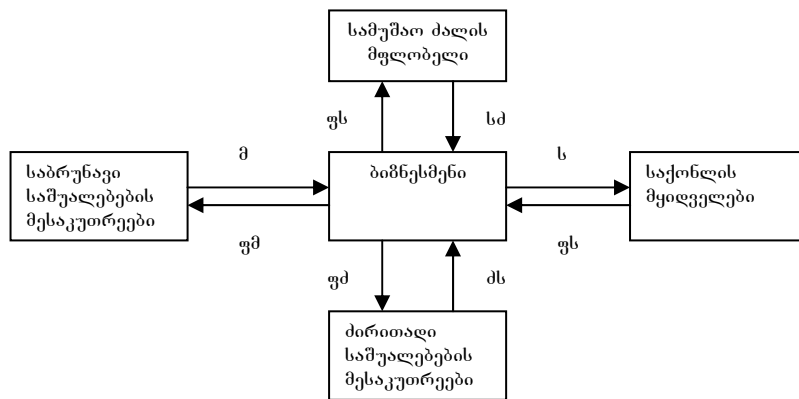 სამუშაო ძალის
მფლობელი
ფს
სძ
მ
ს
საბრუნავი
საშუალებების
მესაკუთრეები
ბიზნესმენი
საქონლის
მყიდველები
ფმ
ფს
ფძ
ძს
ძირითადი
საშუალებების
მესაკუთრეები